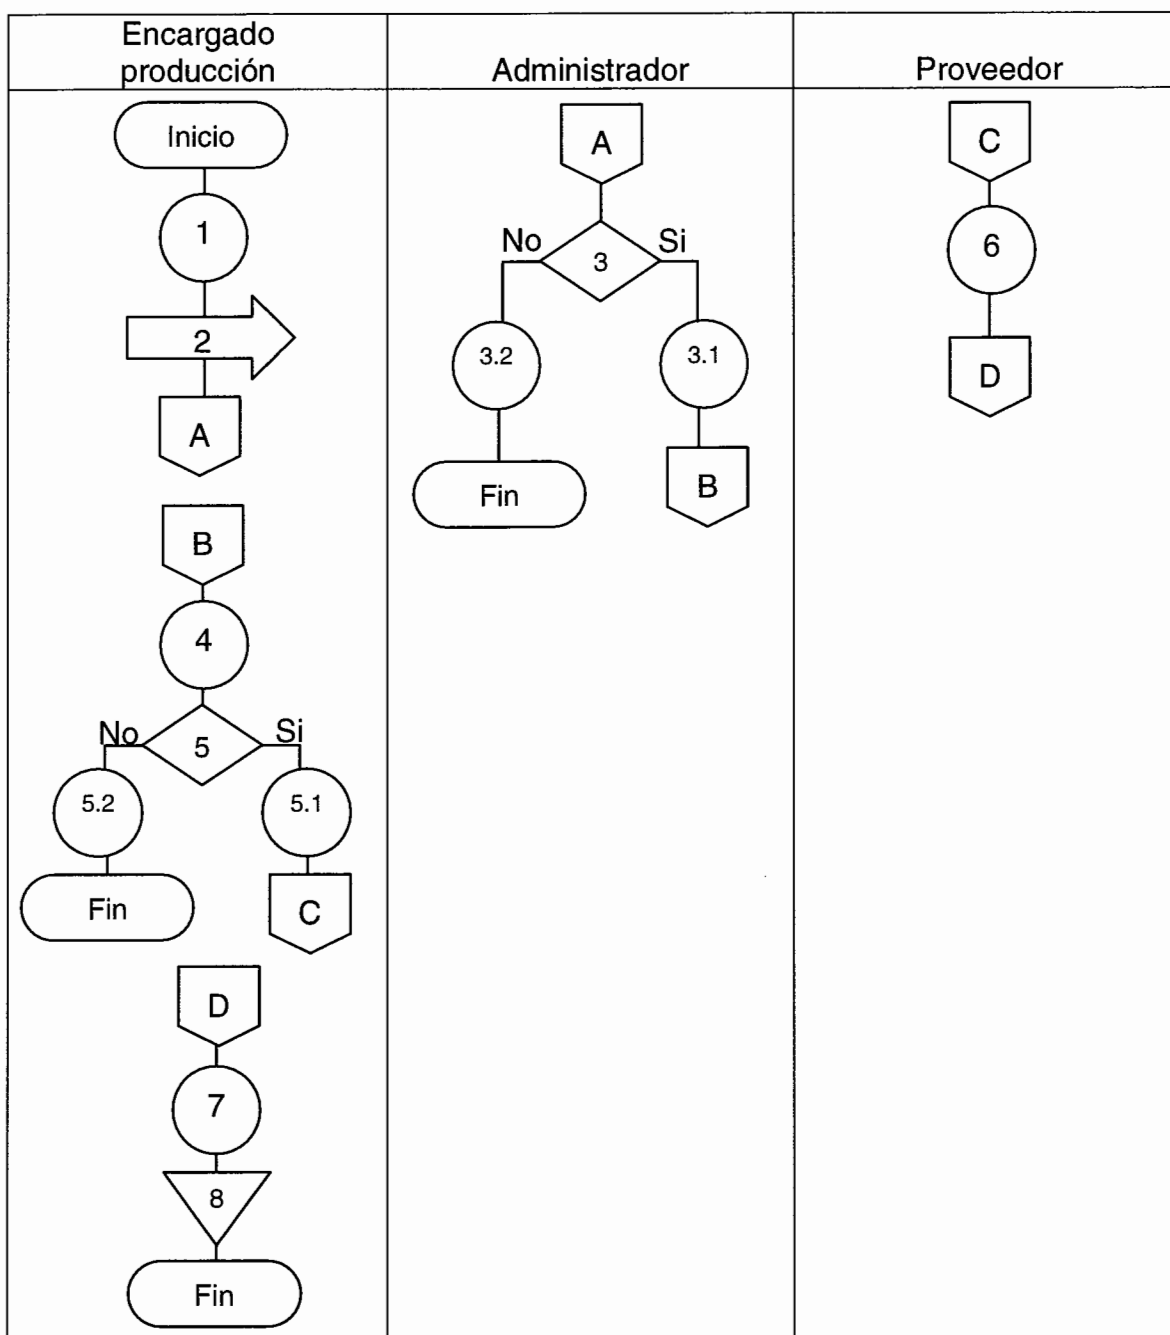 Encargado
producción
Administrador
Proveedor
Inicio
1
2
A
B
4
No
Si
5
5.2
5.1
Fin
C
D
7
8
Fin
A
No
Si
3
3.2
3.1
Fin
B
C
6
D